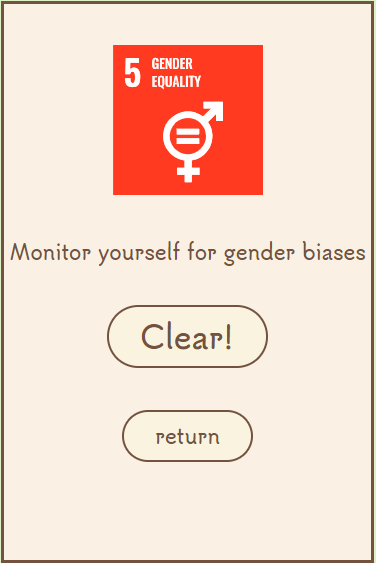 5 GENDER
EQUALITY
Monitor yourself for gender biases
Clear!
return